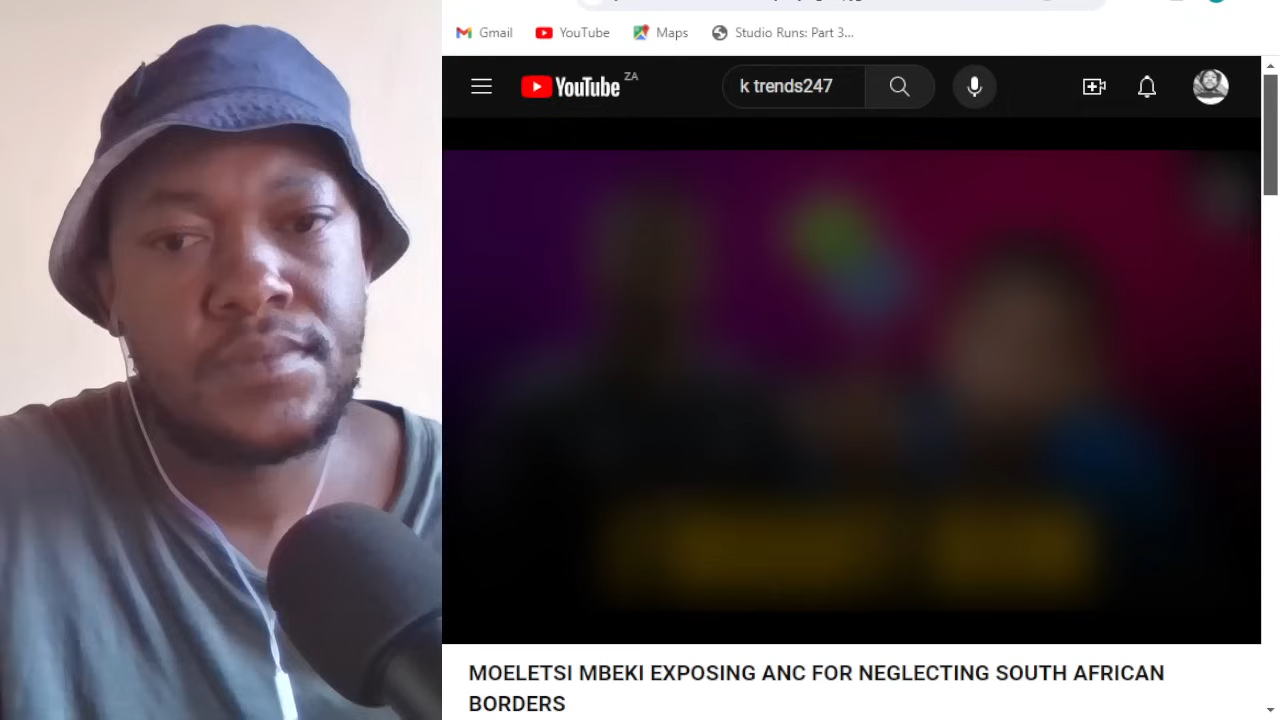 Gmail YouTube Maps Studio Runs: Part 3...
YouTube ZA k trends247
MOELETSI MBEKI EXPOSING ANC FOR NEGLECTING SOUTH AFRICAN
BORDERS